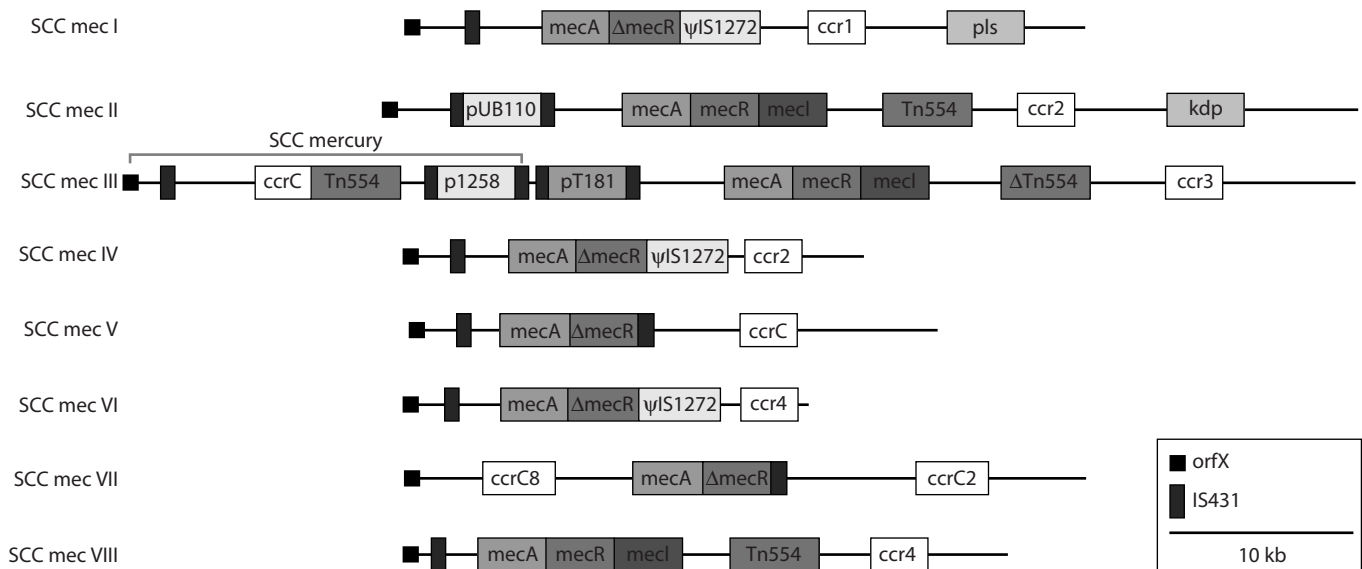 SCC mec I mecA ΔmecR ψIS1272 ccr1 pls
SCC mec II pUB110 mecA mecR mecI Tn554 ccr2 kdp
SCC mercury
SCC mec III ccrC Tn554 p1258 pT181 mecA mecR mecI ΔTn554 ccr3
SCC mec IV mecA ΔmecR ψIS1272 ccr2
SCC mec V mecA ΔmecR ccrC
SCC mec VI mecA ΔmecR ψIS1272 ccr4
SCC mec VII ccrC8 mecA ΔmecR ccrC2
SCC mec VIII mecA mecR mecI Tn554 ccr4
orfX
IS431
10 kb